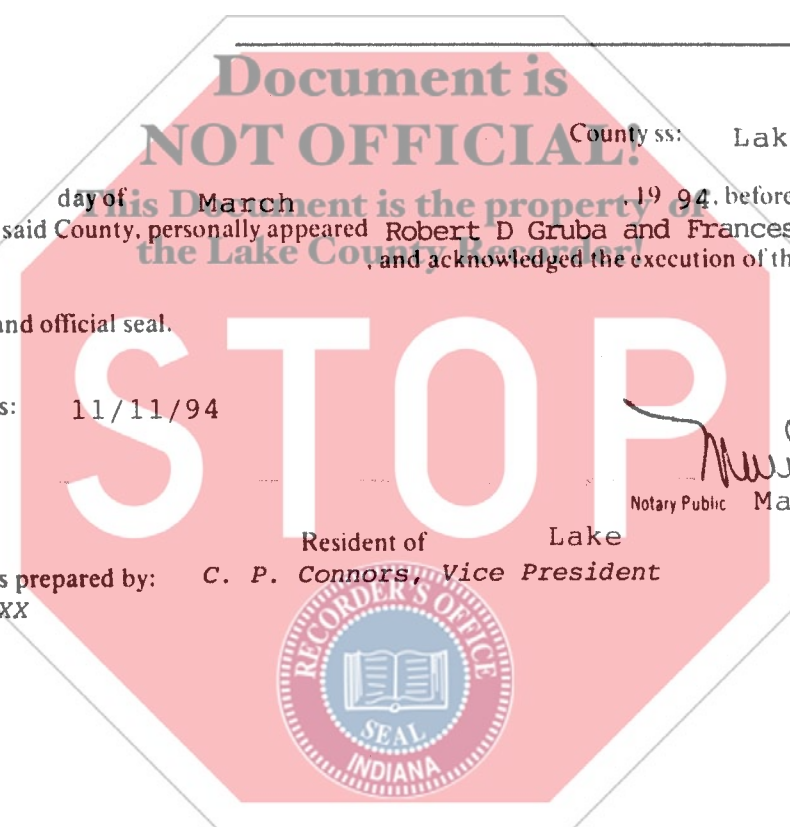 Document is
NOT OFFICIAL!
This Document is the property of
the Lake County Recorder!
STOP
County ss: Lak
day of March , 19 94, before
said County, personally appeared Robert D Gruba and Frances
, and acknowledged the execution of th
and official seal.
s: 11/11/94
Notary Public Ma
Resident of Lake
s prepared by: C. P. Connors, Vice President
XX
RECORDER'S OFFICE
SEAL
INDIANA